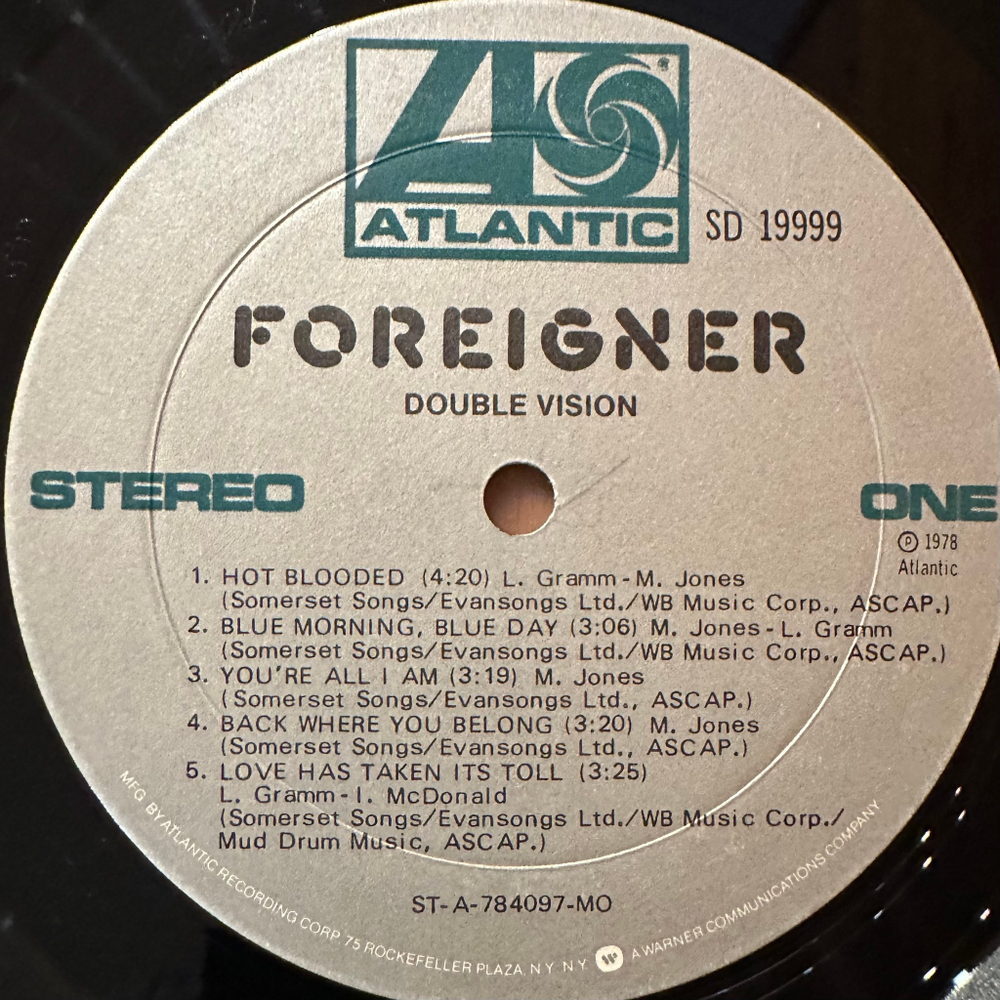 ATLANTIC
SD 19999
FOREIGNER
DOUBLE VISION
STEREO
ONE
℗ 1978
Atlantic
1. HOT BLOODED (4:20) L. Gramm - M. Jones
(Somerset Songs/Evansongs Ltd./WB Music Corp., ASCAP.)
2. BLUE MORNING, BLUE DAY (3:06) M. Jones - L. Gramm
(Somerset Songs/Evansongs Ltd./WB Music Corp., ASCAP.)
3. YOU'RE ALL I AM (3:19) M. Jones
(Somerset Songs/Evansongs Ltd., ASCAP.)
4. BACK WHERE YOU BELONG (3:20) M. Jones
(Somerset Songs/Evansongs Ltd., ASCAP.)
5. LOVE HAS TAKEN ITS TOLL (3:25)
L. Gramm - I. McDonald
(Somerset Songs/Evansongs Ltd./WB Music Corp./
Mud Drum Music, ASCAP.)
ST-A-784097-MO
MFG BY ATLANTIC RECORDING CORP. 75 ROCKEFELLER PLAZA, N Y N.Y. A WARNER COMMUNICATIONS COMPANY